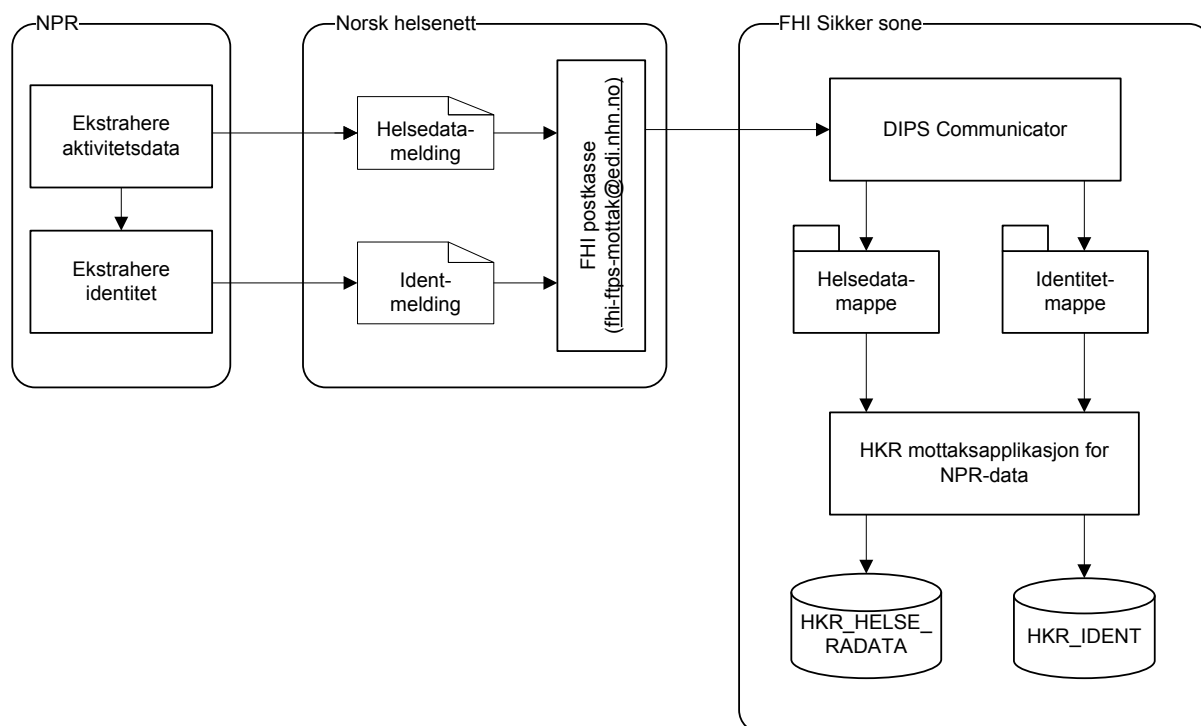 NPR
Ekstrahere
aktivitetsdata
Ekstrahere
identitet
Norsk helsenett
Helsedata-
melding
Ident-
melding
FHI postkasse
(fhi-ftps-mottak@edi.nhn.no)
FHI Sikker sone
DIPS Communicator
Helsedata-
mappe
Identitet-
mappe
HKR mottaksapplikasjon for
NPR-data
HKR_HELSE_
RADATA
HKR_IDENT